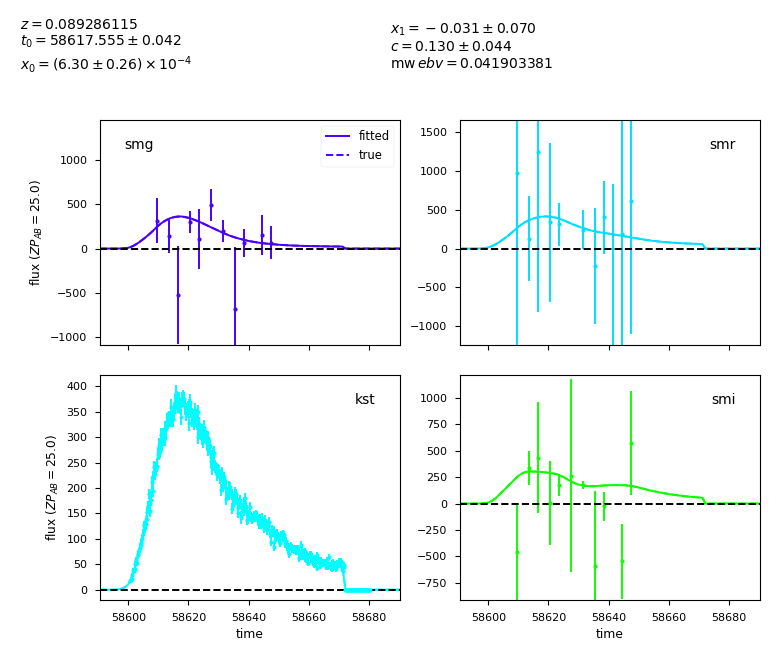 z = 0.089286115
t₀ = 58617.555 ± 0.042
x₀ = (6.30 ± 0.26) × 10⁻⁴
x₁ = −0.031 ± 0.070
c = 0.130 ± 0.044
mw ebv = 0.041903381
smg
fitted
true
1000
500
0
−500
−1000
flux (ZP_AB = 25.0)
smr
1500
1000
500
0
−500
−1000
kst
400
350
300
250
200
150
100
50
0
flux (ZP_AB = 25.0)
58600 58620 58640 58660 58680
time
smi
1000
750
500
250
0
−250
−500
−750
58600 58620 58640 58660 58680
time